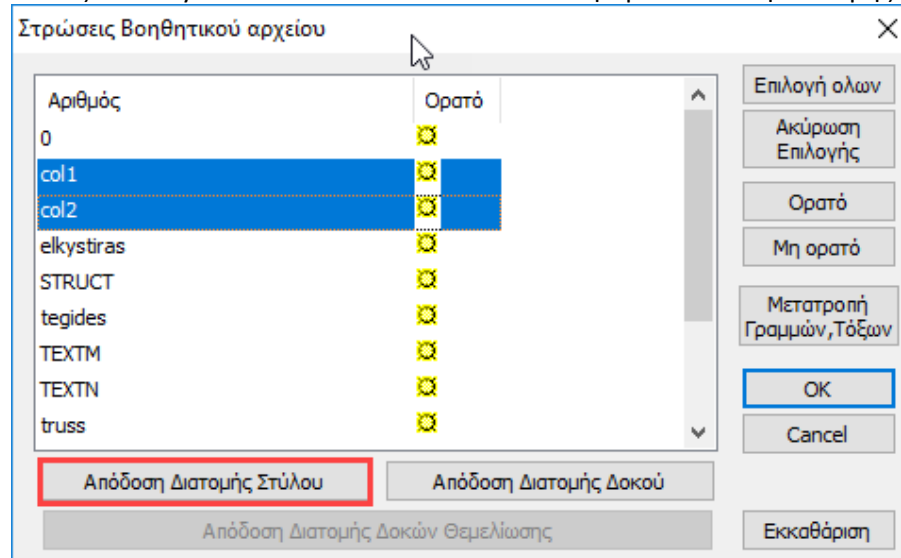 Στρώσεις Βοηθητικού αρχείου
Αριθμός Ορατό
0
col1
col2
elkystiras
STRUCT
tegides
TEXTM
TEXTN
truss
Επιλογή ολων
Ακύρωση
Επιλογής
Ορατό
Μη ορατό
Μετατροπή
Γραμμών,Τόξων
OK
Cancel
Απόδοση Διατομής Στύλου Απόδοση Διατομής Δοκού
Απόδοση Διατομής Δοκών Θεμελίωσης Εκκαθάριση